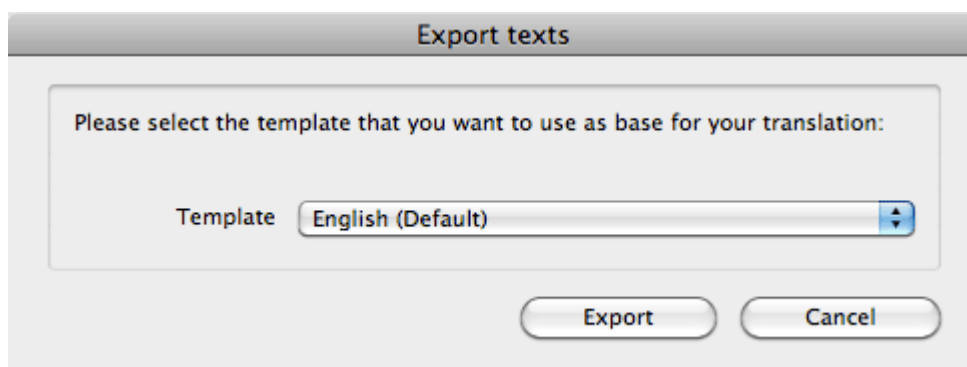 Export texts
Please select the template that you want to use as base for your translation:
Template English (Default)
Export Cancel